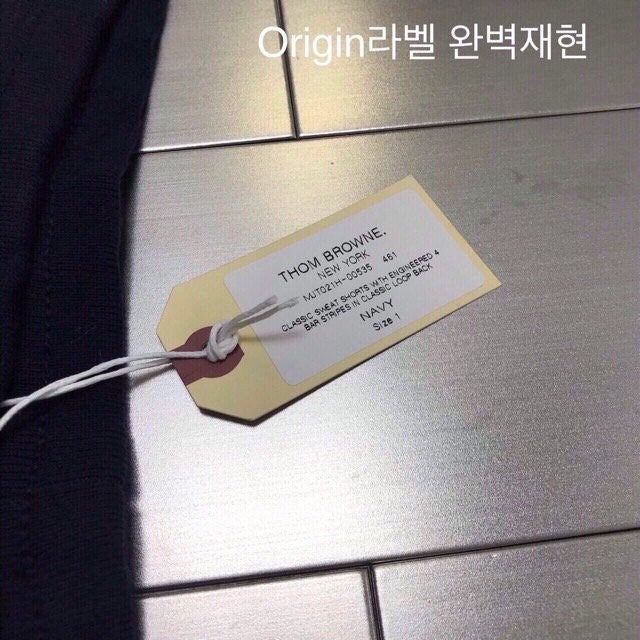 Origin라벨 완벽재현
THOM BROWNE.
NEW YORK
MJT021H-00535 461
CLASSIC SWEAT SHORTS WITH ENGINEERED 4
BAR STRIPES IN CLASSIC LOOP BACK
NAVY
Size 1